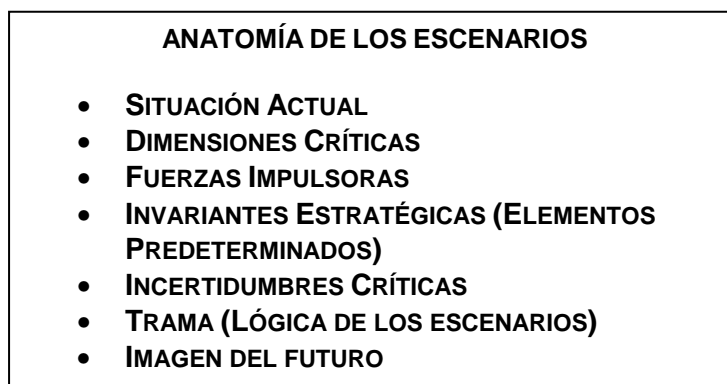 ANATOMÍA DE LOS ESCENARIOS
• SITUACIÓN ACTUAL
• DIMENSIONES CRÍTICAS
• FUERZAS IMPULSORAS
• INVARIANTES ESTRATÉGICAS (ELEMENTOS
PREDETERMINADOS)
• INCERTIDUMBRES CRÍTICAS
• TRAMA (LÓGICA DE LOS ESCENARIOS)
• IMAGEN DEL FUTURO